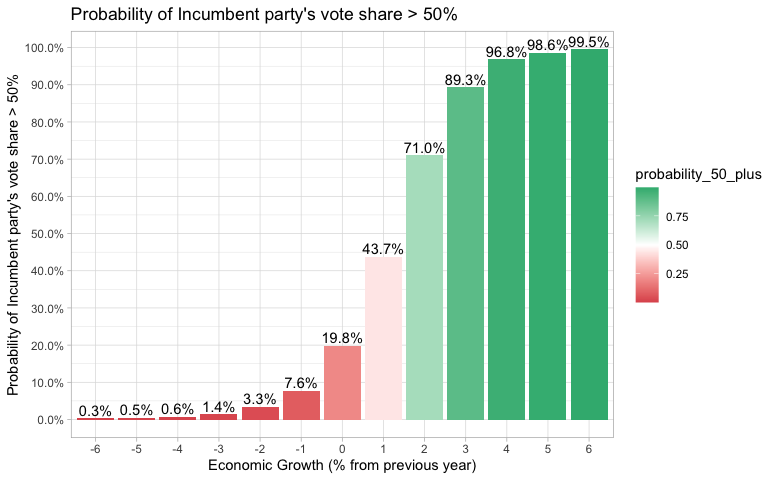 Probability of Incumbent party's vote share > 50%
Probability of Incumbent party's vote share > 50%
100.0%
90.0%
80.0%
70.0%
60.0%
50.0%
40.0%
30.0%
20.0%
10.0%
0.0%
0.3% 0.5% 0.6% 1.4% 3.3% 7.6% 19.8% 43.7% 71.0% 89.3% 96.8% 98.6% 99.5%
-6 -5 -4 -3 -2 -1 0 1 2 3 4 5 6
Economic Growth (% from previous year)
probability_50_plus
0.75
0.50
0.25